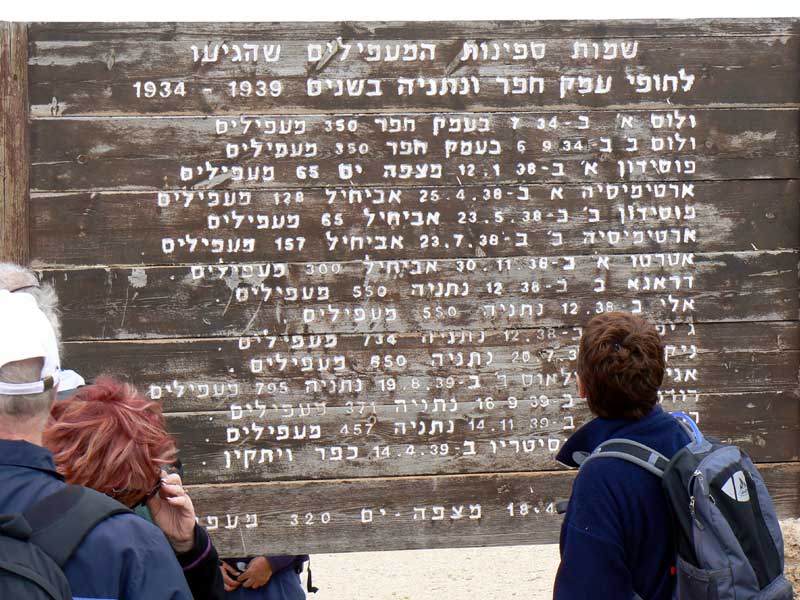 שמות ספינות המעפילים שהגיעו
לחופי עמק חפר ונתניה בשנים 1939 - 1934
ולוס א' ב- 7.34 בעמק חפר 350 מעפילים
ולוס ב ב- 6.9.34 בעמק חפר 350 מעפילים
פוסידון א' ב- 12.1.38 מצפה ים 65 מעפילים
ארטימיסיה א ב- 25.4.38 אביחיל 128 מעפילים
פוסידון ב' ב- 23.5.38 אביחיל 65 מעפילים
ארטימיסיה ב' ב- 23.7.38 אביחיל 157 מעפילים
אטרטו א' ב- 30.11.38 אביחיל 300 מעפילים
דראגא ב ב- 12.38 נתניה 550 מעפילים
אלי ב- 12.38 נתניה 550 מעפילים
ב- 12.38 נתניה 734 מעפילים
נתניה 850 מעפילים
ב- 19.8.39 נתניה 795 מעפילים
ב- 16.9.39 נתנייה 371 מעפילים
ב- 14.11.39 נתניה 457 מעפילים
ב- 14.4.39 כפר ויתקין
מצפה - ים 320